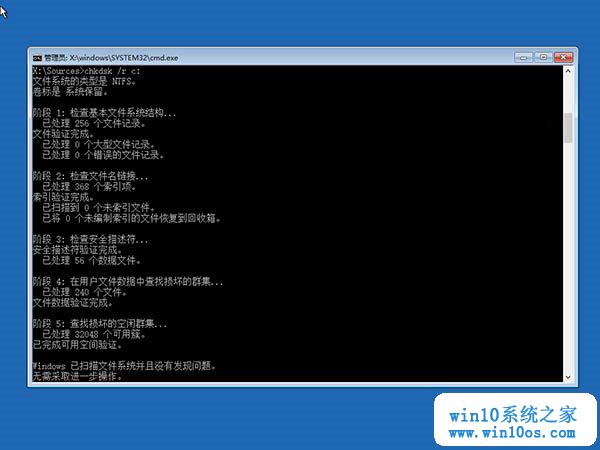 管理员: X:\windows\SYSTEM32\cmd.exe
X:\Sources>chkdsk /r c:
文件系统的类型是 NTFS。
卷标是 系统保留。
阶段 1: 检查基本文件系统结构...
已处理 256 个文件记录。
文件验证完成。
已处理 0 个大型文件记录。
已处理 0 个错误的文件记录。
阶段 2: 检查文件名链接...
已处理 368 个索引项。
索引验证完成。
已扫描到 0 个未索引文件。
已将 0 个未编制索引的文件恢复到回收箱。
阶段 3: 检查安全描述符...
安全描述符验证完成。
已处理 56 个数据文件。
阶段 4: 在用户文件数据中查找损坏的群集...
已处理 240 个文件。
文件数据验证完成。
阶段 5: 查找损坏的空闲群集...
已处理 32048 个可用簇。
已完成可用空间验证。
Windows 已扫描文件系统并且没有发现问题。
无需采取进一步操作。
win10系统之家
www.win10os.com